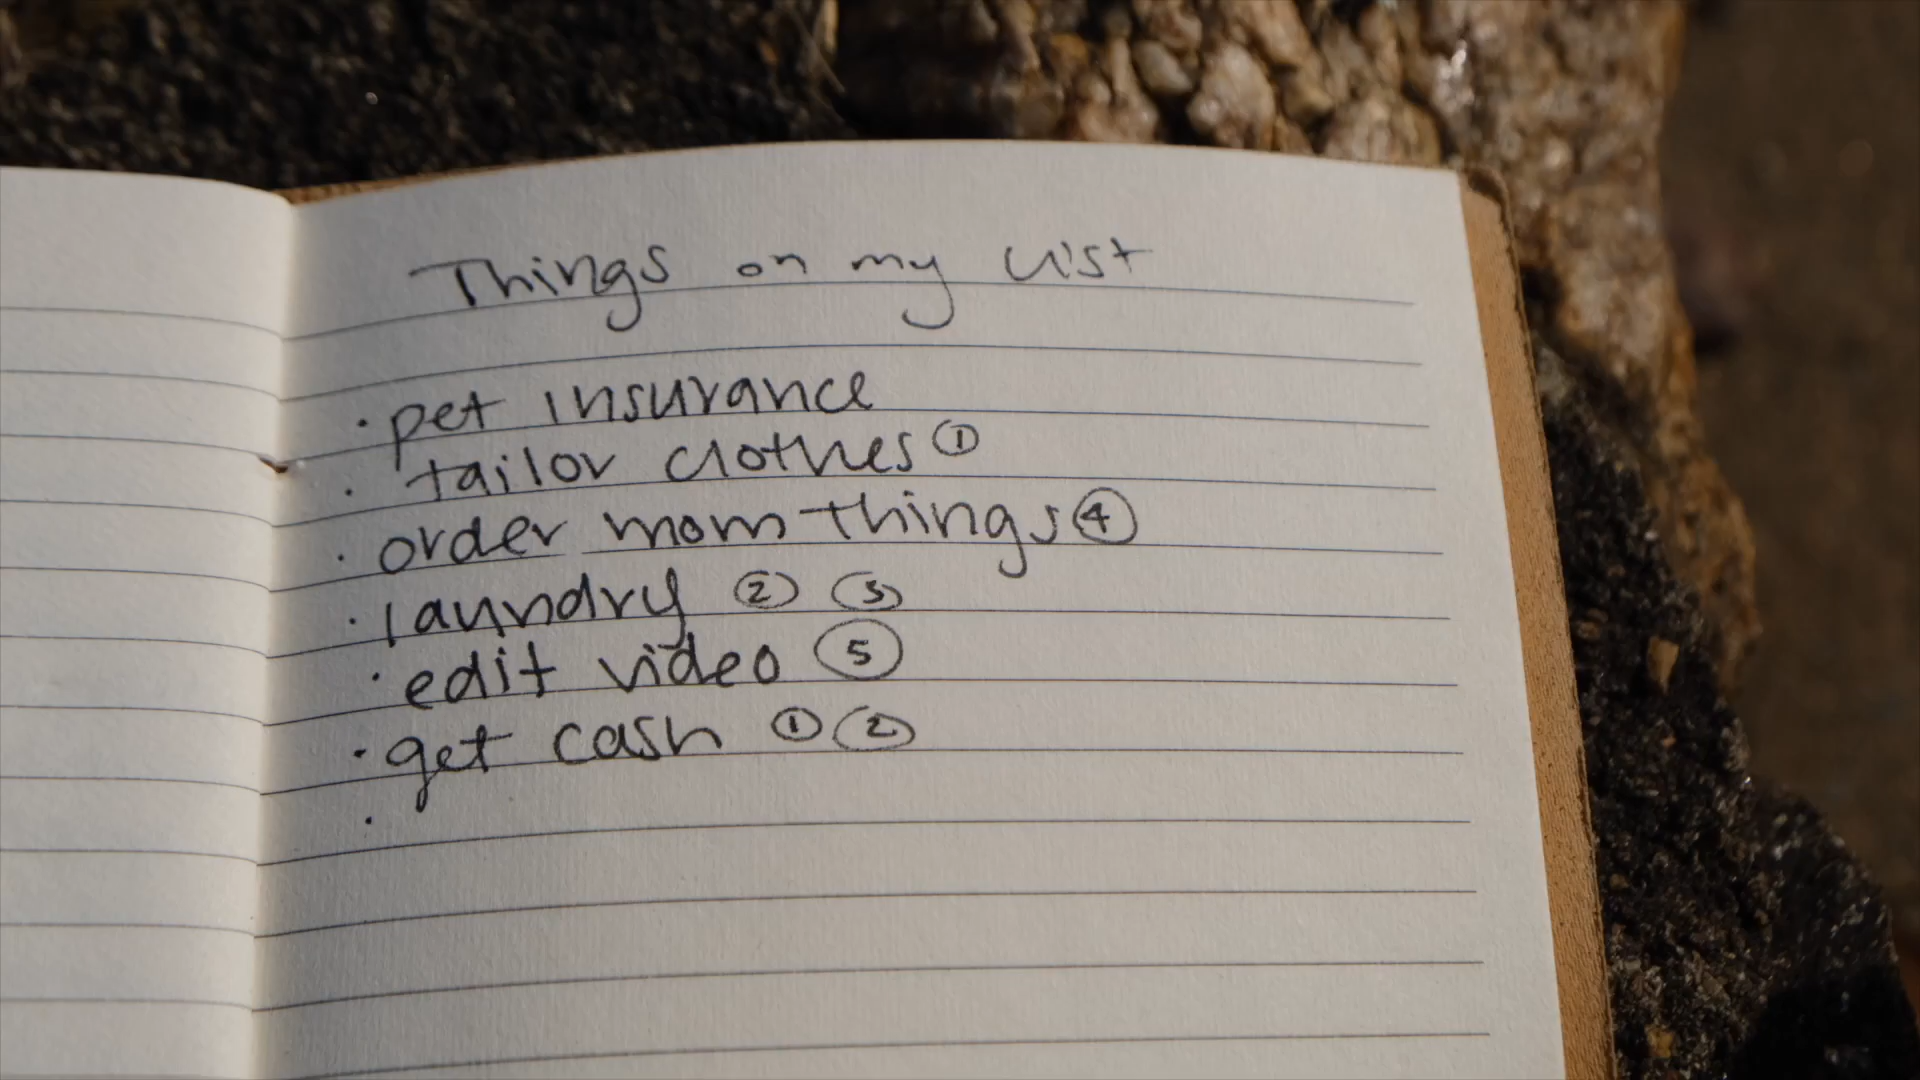 Things on my list
· pet insurance
· tailor clothes ①
· order mom things ④
· laundry ② ③
· edit video ⑤
· get cash ① ②
·